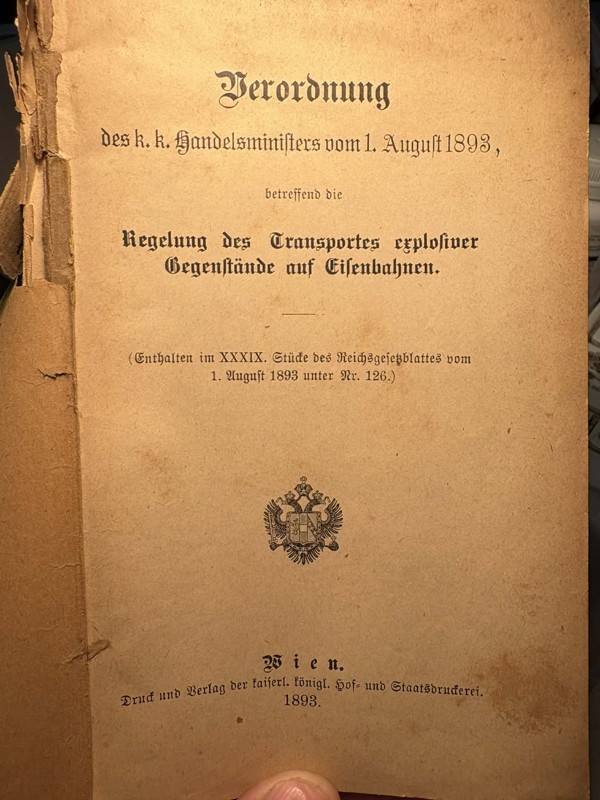 Verordnung
des k. k. Handelsministers vom 1. August 1893,
betreffend die
Regelung des Transportes explosiver
Gegenstände auf Eisenbahnen.
(Enthalten im XXXIX. Stücke des Reichsgesetzblattes vom
1. August 1893 unter Nr. 126.)
Wien.
Druck und Verlag der kaiserl. königl. Hof- und Staatsdruckerei.
1893.